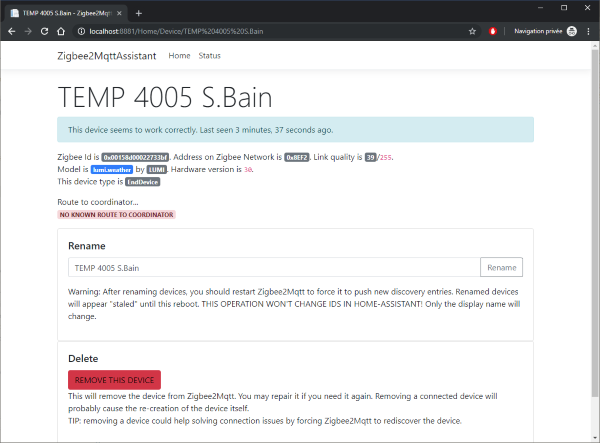 TEMP 4005 S.Bain - Zigbee2Mqtt
localhost:8081/Home/Device/TEMP%204005%20S.Bain
Navigation privée
Zigbee2MqttAssistant Home Status
TEMP 4005 S.Bain
This device seems to work correctly. Last seen 3 minutes, 37 seconds ago.
Zigbee Id is 0x00158d00022733bf. Address on Zigbee Network is 0x8EF2. Link quality is 39/255.
Model is lumi.weather by LUMI. Hardware version is 30.
This device type is EndDevice
Route to coordinator...
NO KNOWN ROUTE TO COORDINATOR
Rename
TEMP 4005 S.Bain Rename
Warning: After renaming devices, you should restart Zigbee2Mqtt to force it to push new discovery entries. Renamed devices
will appear "staled" until this reboot. THIS OPERATION WON'T CHANGE IDS IN HOME-ASSISTANT! Only the display name will
change.
Delete
REMOVE THIS DEVICE
This will remove the device from Zigbee2Mqtt. You may repair it if you need it again. Removing a connected device will
probably cause the re-creation of the device itself.
TIP: removing a device could help solving connection issues by forcing Zigbee2Mqtt to rediscover the device.